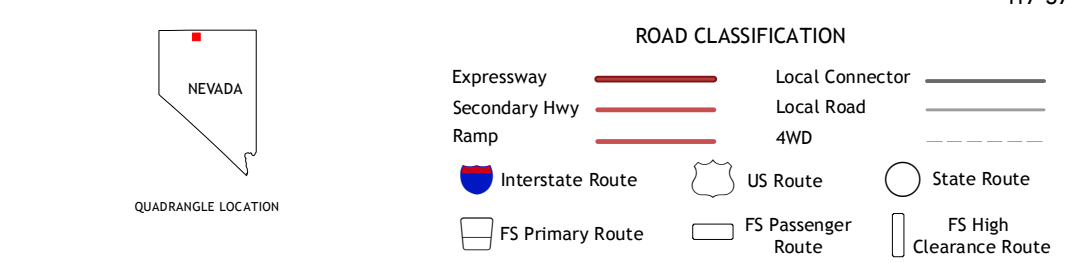 ROAD CLASSIFICATION
NEVADA
QUADRANGLE LOCATION
Expressway
Local Connector
Secondary Hwy
Local Road
Ramp
4WD
Interstate Route
US Route
State Route
FS Primary Route
FS Passenger
Route
FS High
Clearance Route